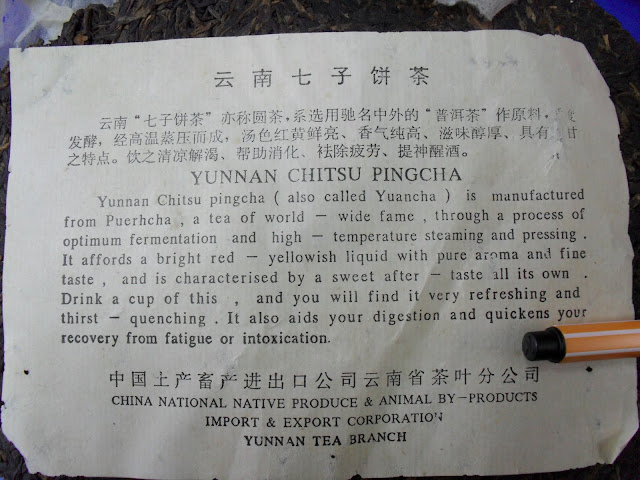 云南七子饼茶
云南“七子饼茶”亦称圆茶，系选用驰名中外的“普洱茶”作原料，
发酵，经高温蒸压而成，汤色红黄鲜亮、香气纯高、滋味醇厚、具有
之特点。饮之清凉解渴、帮助消化、祛除疲劳、提神醒酒。
YUNNAN CHITSU PINGCHA
Yunnan Chitsu pingcha ( also called Yuancha ) is manufactured
from Puerhcha , a tea of world — wide fame , through a process of
optimum fermentation and high — temperature steaming and pressing .
It affords a bright red — yellowish liquid with pure aroma and fine
taste , and is characterised by a sweet after — taste all its own .
Drink a cup of this , and you will find it very refreshing and
thirst — quenching . It also aids your digestion and quickens your
recovery from fatigue or intoxication.
中国土产畜产进出口公司云南省茶叶分公司
CHINA NATIONAL NATIVE PRODUCE & ANIMAL BY—PRODUCTS
IMPORT & EXPORT CORPORATION
YUNNAN TEA BRANCH